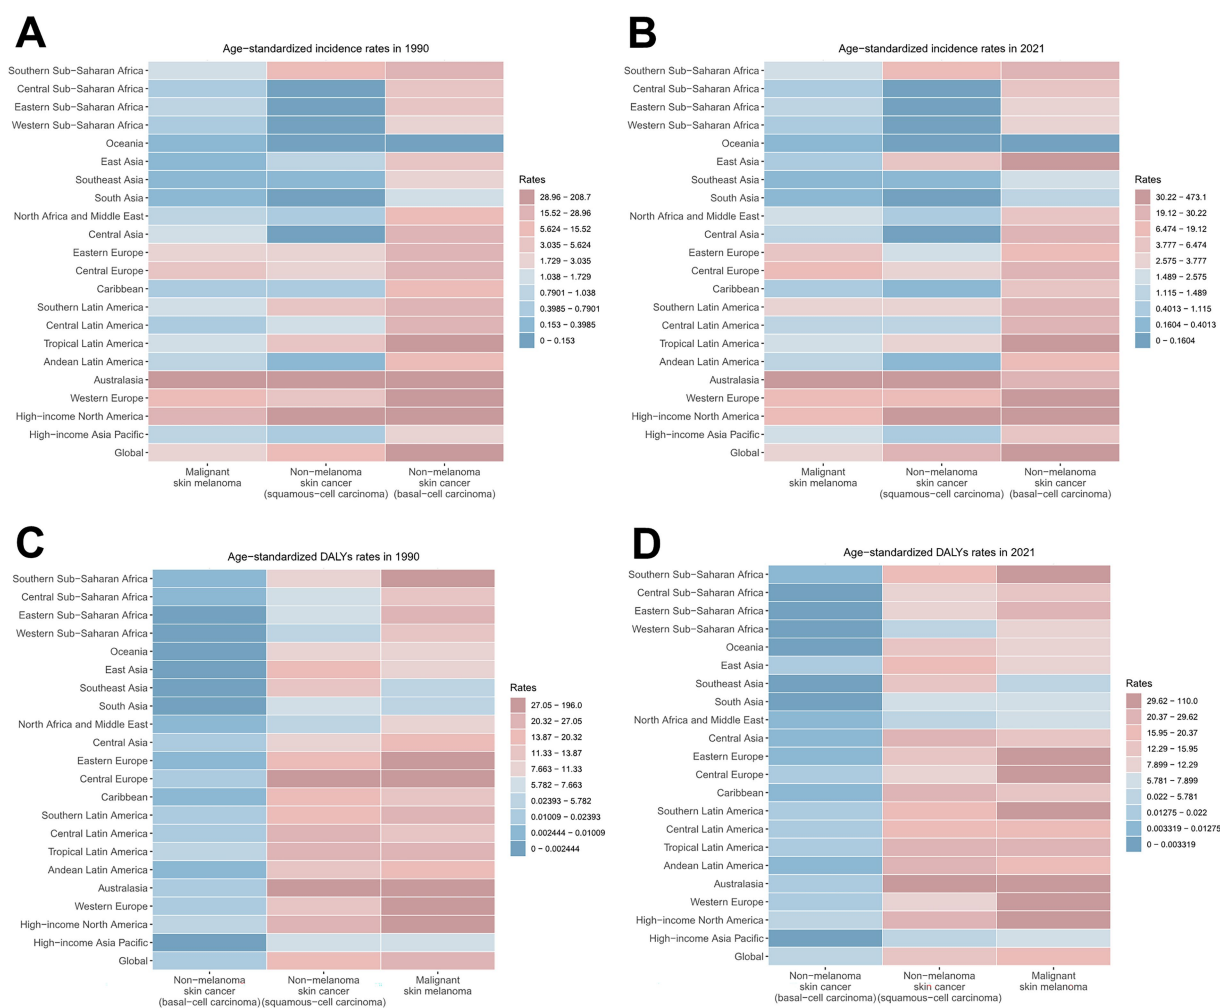 A
Age-standardized incidence rates in 1990
Southern Sub-Saharan Africa
Central Sub-Saharan Africa
Eastern Sub-Saharan Africa
Western Sub-Saharan Africa
Oceania
East Asia
Southeast Asia
South Asia
North Africa and Middle East
Central Asia
Eastern Europe
Central Europe
Caribbean
Southern Latin America
Central Latin America
Tropical Latin America
Andean Latin America
Australasia
Western Europe
High-income North America
High-income Asia Pacific
Global
Malignant
skin melanoma
Non-melanoma
skin cancer
(squamous-cell carcinoma)
Non-melanoma
skin cancer
(basal-cell carcinoma)
Rates
28.96 - 208.7
15.52 - 28.96
5.624 - 15.52
3.035 - 5.624
1.729 - 3.035
1.038 - 1.729
0.7901 - 1.038
0.3985 - 0.7901
0.153 - 0.3985
0 - 0.153
B
Age-standardized incidence rates in 2021
Southern Sub-Saharan Africa
Central Sub-Saharan Africa
Eastern Sub-Saharan Africa
Western Sub-Saharan Africa
Oceania
East Asia
Southeast Asia
South Asia
North Africa and Middle East
Central Asia
Eastern Europe
Central Europe
Caribbean
Southern Latin America
Central Latin America
Tropical Latin America
Andean Latin America
Australasia
Western Europe
High-income North America
High-income Asia Pacific
Global
Malignant
skin melanoma
Non-melanoma
skin cancer
(squamous-cell carcinoma)
Non-melanoma
skin cancer
(basal-cell carcinoma)
Rates
30.22 - 473.1
19.12 - 30.22
6.474 - 19.12
3.777 - 6.474
2.575 - 3.777
1.489 - 2.575
1.115 - 1.489
0.4013 - 1.115
0.1604 - 0.4013
0 - 0.1604
C
Age-standardized DALYs rates in 1990
Southern Sub-Saharan Africa
Central Sub-Saharan Africa
Eastern Sub-Saharan Africa
Western Sub-Saharan Africa
Oceania
East Asia
Southeast Asia
South Asia
North Africa and Middle East
Central Asia
Eastern Europe
Central Europe
Caribbean
Southern Latin America
Central Latin America
Tropical Latin America
Andean Latin America
Australasia
Western Europe
High-income North America
High-income Asia Pacific
Global
Non-melanoma
skin cancer
(basal-cell carcinoma)
Non-melanoma
skin cancer
(squamous-cell carcinoma)
Malignant
skin melanoma
Rates
27.05 - 196.0
20.32 - 27.05
13.87 - 20.32
11.33 - 13.87
7.663 - 11.33
5.782 - 7.663
0.02393 - 5.782
0.01009 - 0.02393
0.002444 - 0.01009
0 - 0.002444
D
Age-standardized DALYs rates in 2021
Southern Sub-Saharan Africa
Central Sub-Saharan Africa
Eastern Sub-Saharan Africa
Western Sub-Saharan Africa
Oceania
East Asia
Southeast Asia
South Asia
North Africa and Middle East
Central Asia
Eastern Europe
Central Europe
Caribbean
Southern Latin America
Central Latin America
Tropical Latin America
Andean Latin America
Australasia
Western Europe
High-income North America
High-income Asia Pacific
Global
Non-melanoma
skin cancer
(basal-cell carcinoma)
Non-melanoma
skin cancer
(squamous-cell carcinoma)
Malignant
skin melanoma
Rates
29.62 - 110.0
20.37 - 29.62
15.95 - 20.37
12.29 - 15.95
7.899 - 12.29
5.781 - 7.899
0.022 - 5.781
0.01275 - 0.022
0.003319 - 0.01275
0 - 0.003319